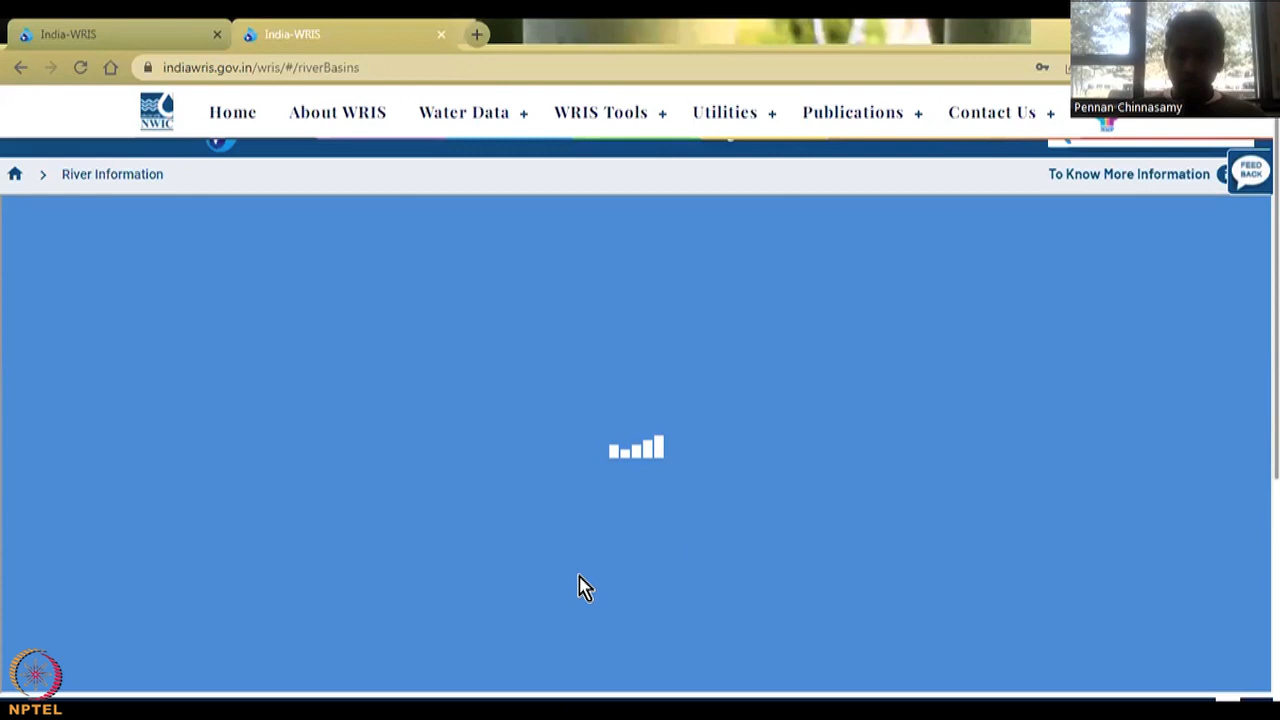 India-WRIS
India-WRIS
indiawris.gov.in/wris/#/riverBasins
Pennan Chinnasamy
NWIC
Home
About WRIS
Water Data +
WRIS Tools +
Utilities +
Publications +
Contact Us +
River Information
To Know More Information
FEED
BACK
NPTEL